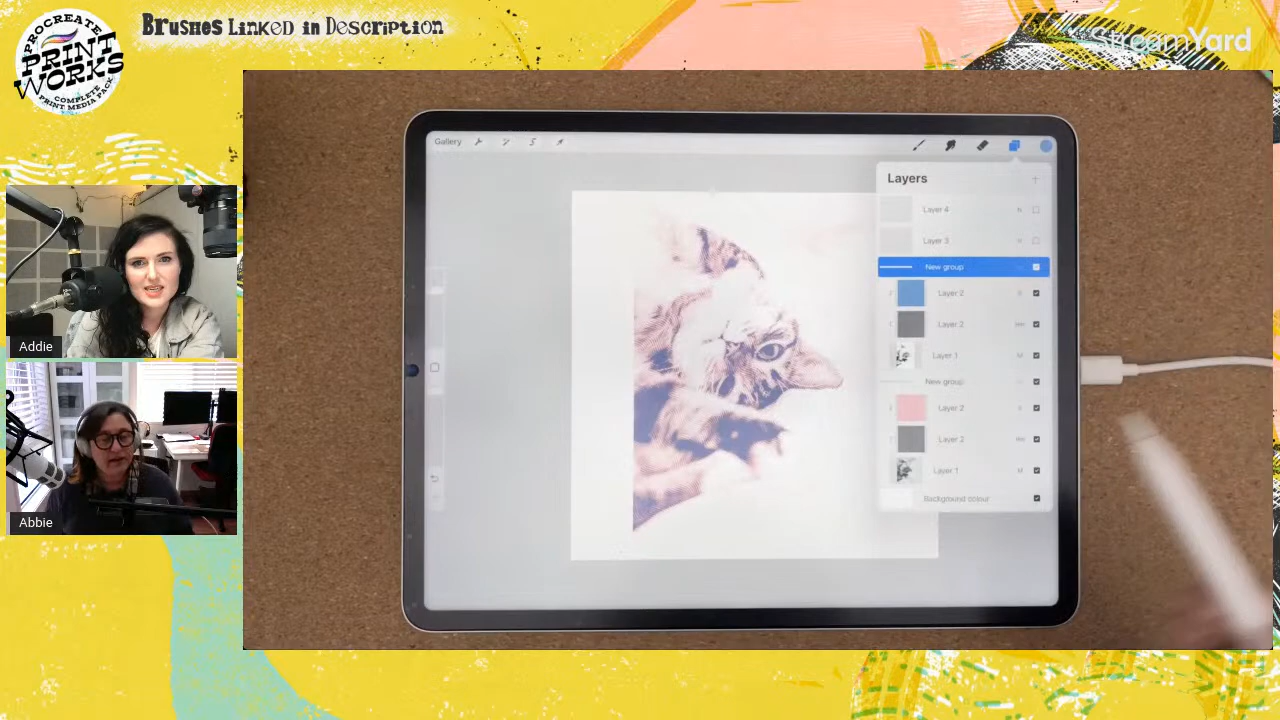 Brushes Linked in Description
StreamYard
PROCREATE
PRINT
WORKS
COMPLETE
PRINT MEDIA PACK
Gallery
Layers
Layer 4
N
Layer 3
New group
Layer 2
Layer 2
Layer 1
M
New group
Layer 2
Layer 2
Layer 1
M
Background colour
Addie
Abbie